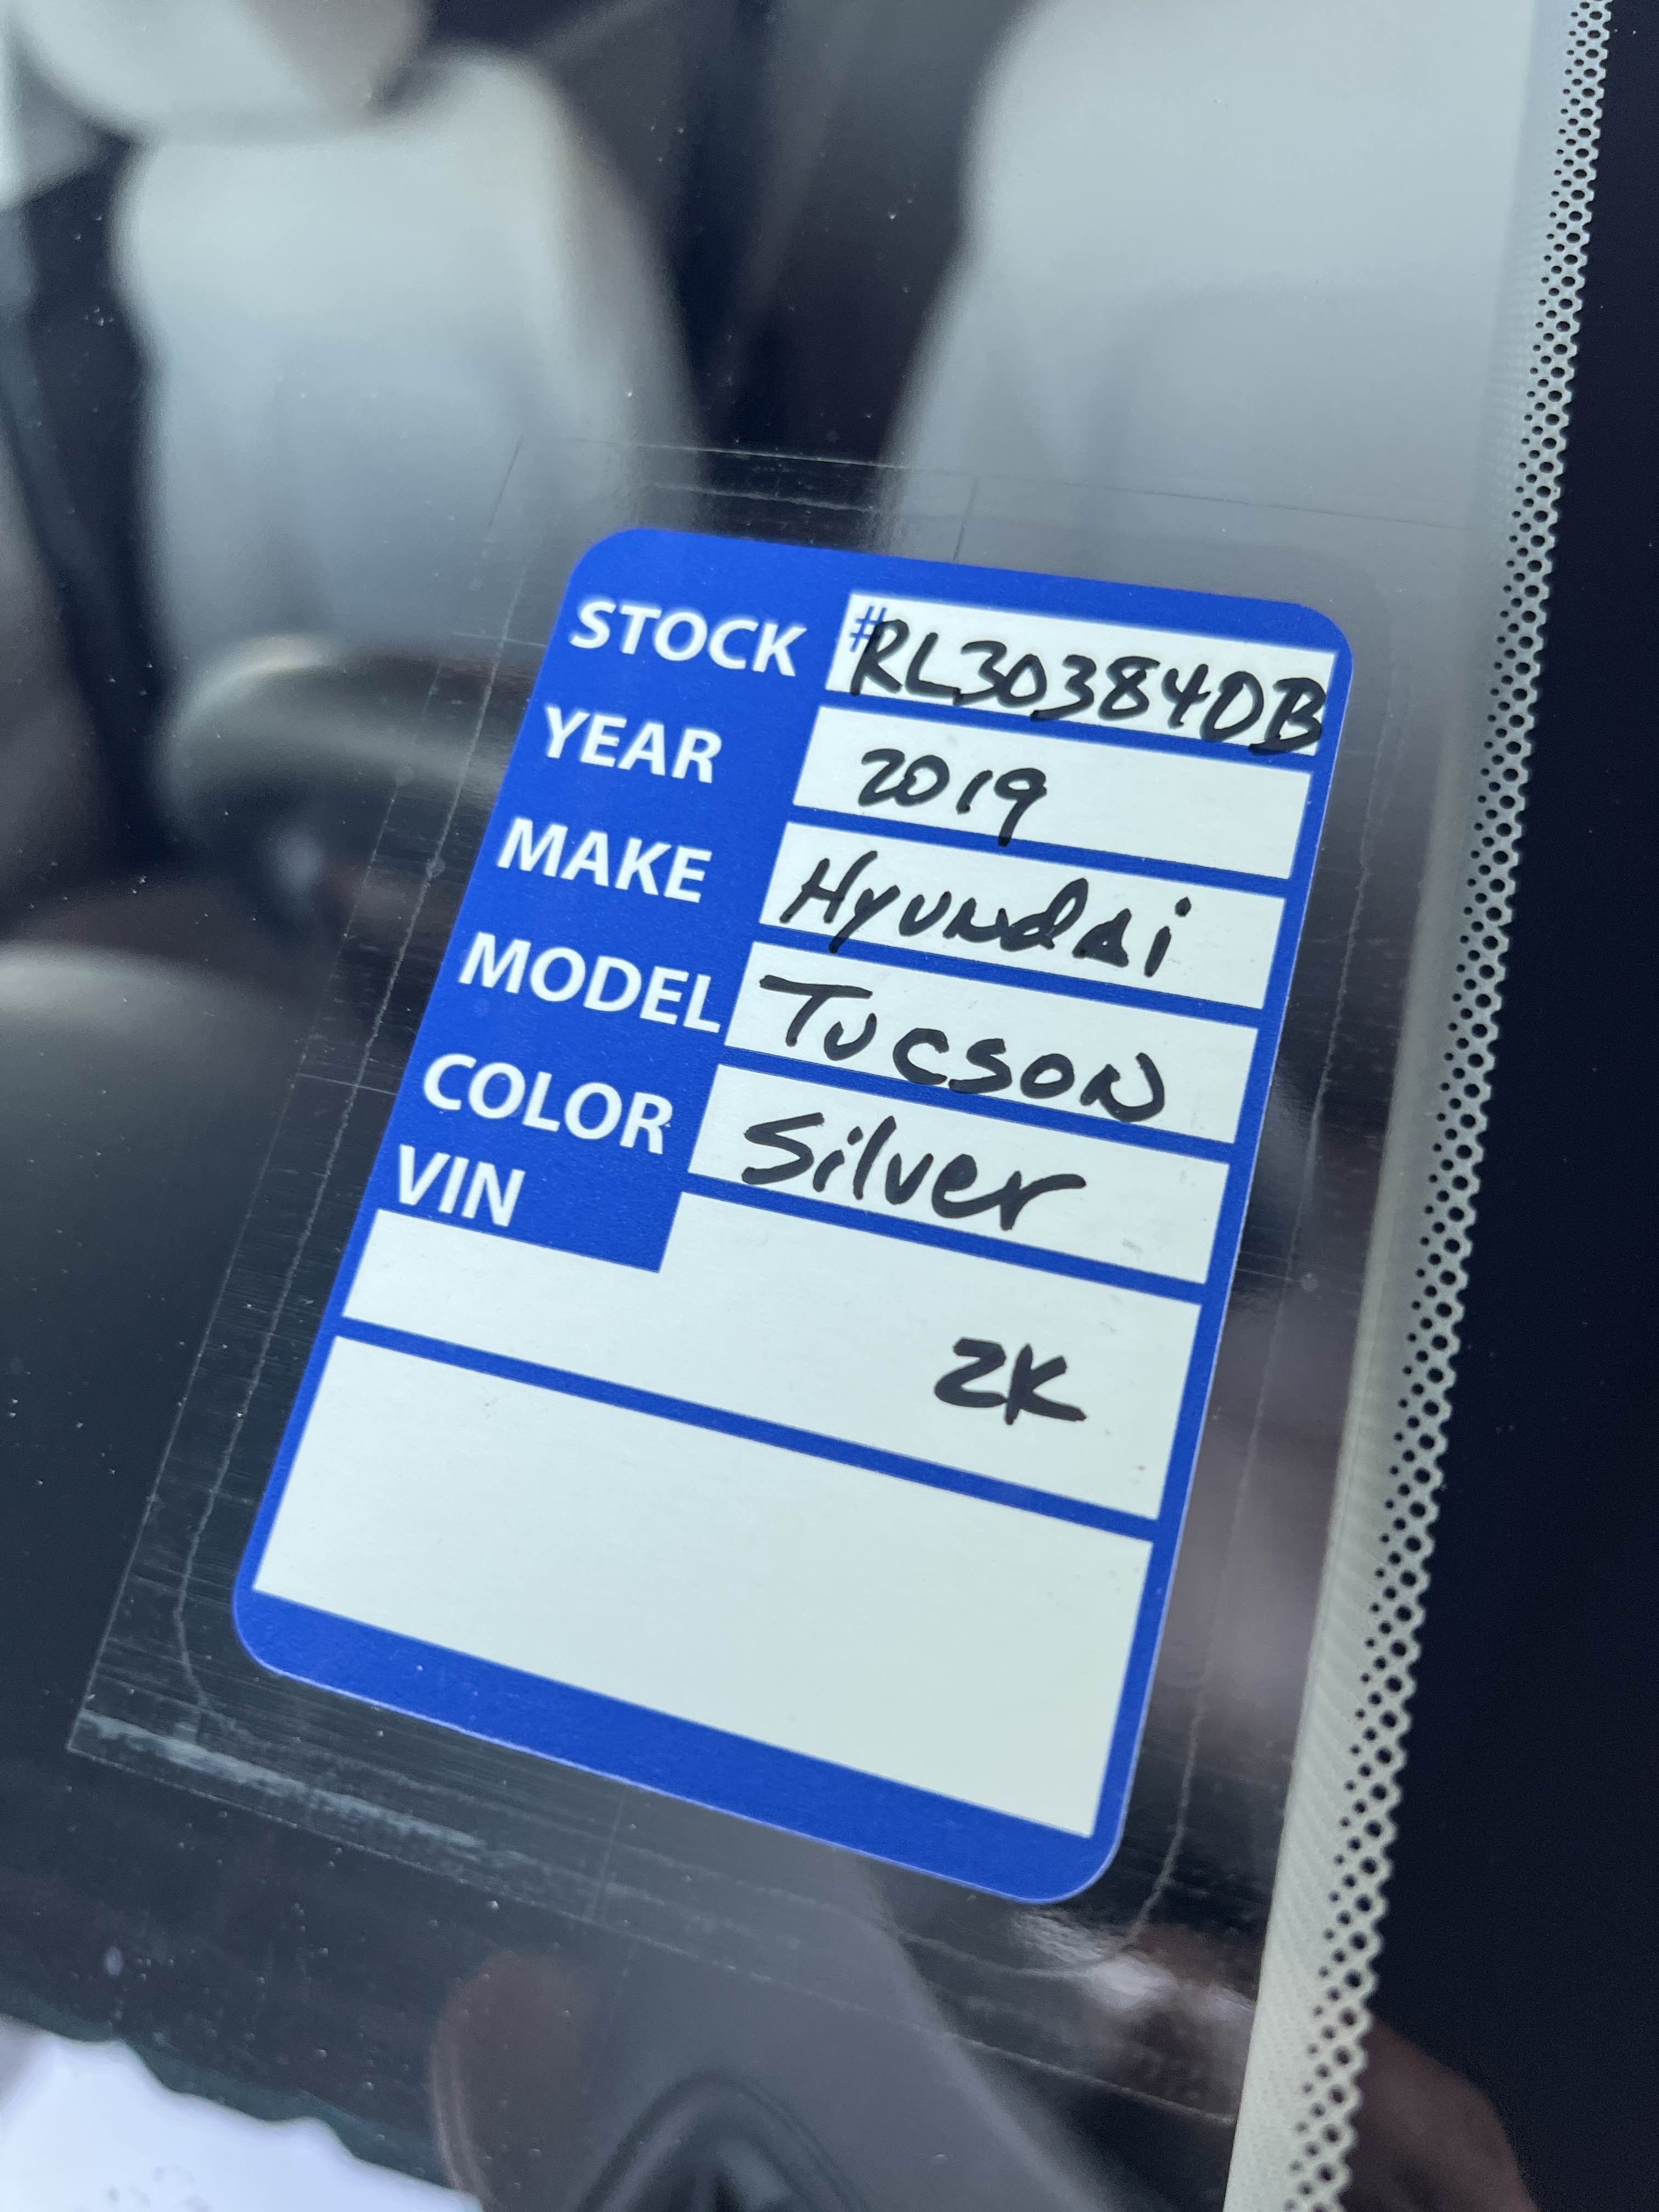 STOCK #RL303840B
YEAR 2019
MAKE Hyundai
MODEL Tucson
COLOR Silver
VIN
2K